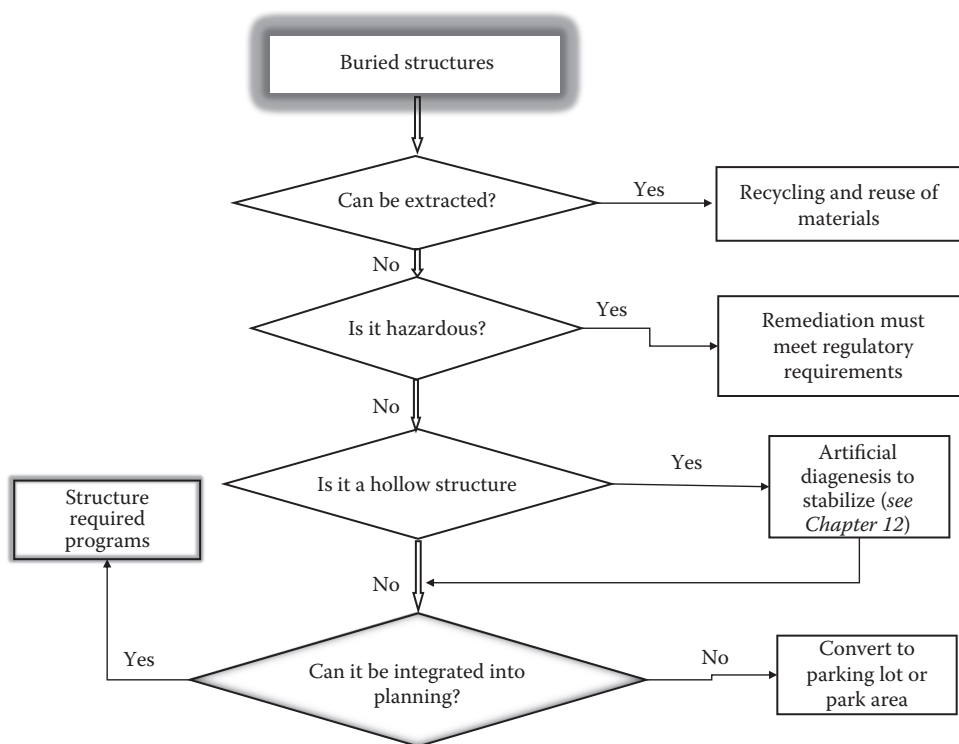 Buried structures
Can be extracted?
Yes
Recycling and reuse of
materials
No
Is it hazardous?
Yes
Remediation must
meet regulatory
requirements
No
Is it a hollow structure
Yes
Artificial
diagenesis to
stabilize (see
Chapter 12)
Structure
required
programs
No
Can it be integrated into
planning?
Yes
No
Convert to
parking lot or
park area